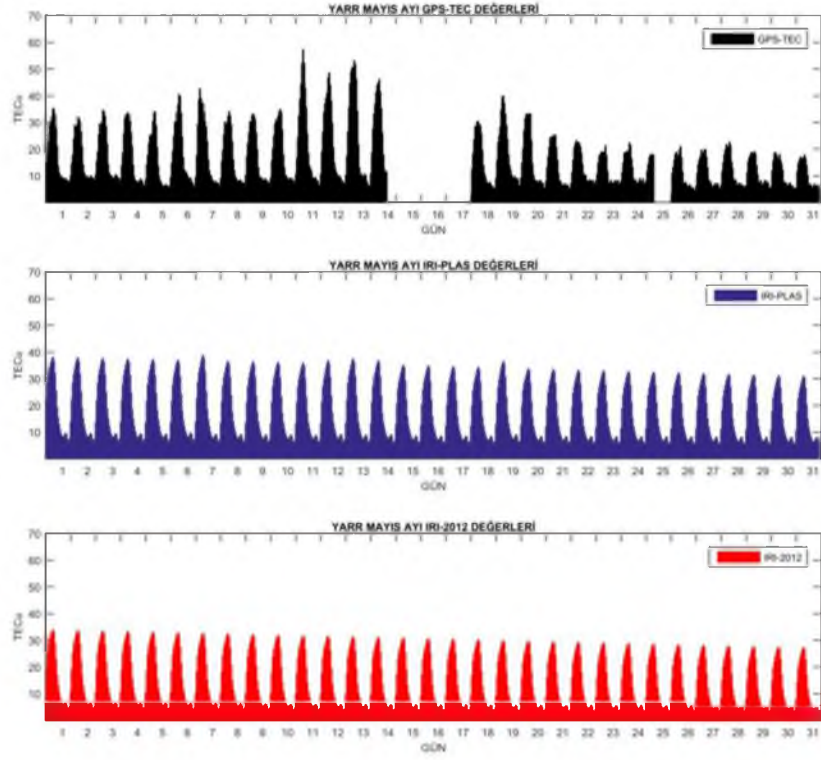 YARR MAYIS AYI GPS-TEC DEĞERLERİ
70
60
50
40
30
20
10
TECu
GPS-TEC
1 2 3 4 5 6 7 8 9 10 11 12 13 14 15 16 17 18 19 20 21 22 23 24 25 26 27 28 29 30 31
GÜN
YARR MAYIS AYI IRI-PLAS DEĞERLERİ
70
60
50
40
30
20
10
TECu
IRI-PLAS
1 2 3 4 5 6 7 8 9 10 11 12 13 14 15 16 17 18 19 20 21 22 23 24 25 26 27 28 29 30 31
GÜN
YARR MAYIS AYI IRI-2012 DEĞERLERİ
70
60
50
40
30
20
10
TECu
IRI-2012
1 2 3 4 5 6 7 8 9 10 11 12 13 14 15 16 17 18 19 20 21 22 23 24 25 26 27 28 29 30 31
GÜN